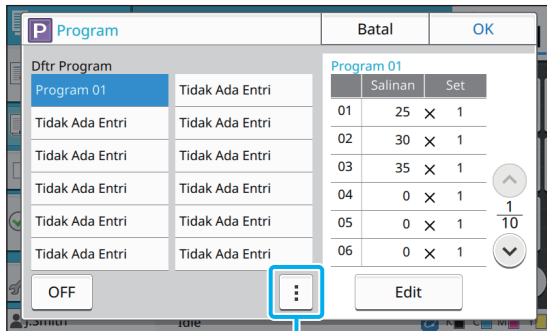 P Program Batal OK
Dftr Program
Program 01 Tidak Ada Entri
Tidak Ada Entri Tidak Ada Entri
Tidak Ada Entri Tidak Ada Entri
Tidak Ada Entri Tidak Ada Entri
Tidak Ada Entri Tidak Ada Entri
Tidak Ada Entri Tidak Ada Entri
OFF
Program 01
Salinan Set
01 25 × 1
02 30 × 1
03 35 × 1
04 0 × 1
05 0 × 1
06 0 × 1
1
10
Edit
J.Smith Idle K C M Y